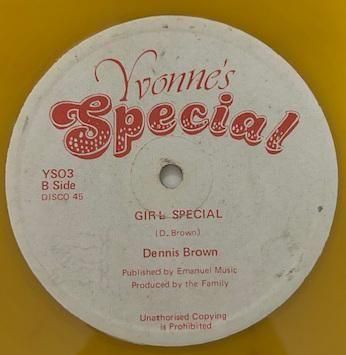 Yvonne's
Special
YSO3
B Side
DISCO 45
GIRL SPECIAL
(D. Brown)
Dennis Brown
Published by Emanuel Music
Produced by the Family
Unathorised Copying
is Prohibited